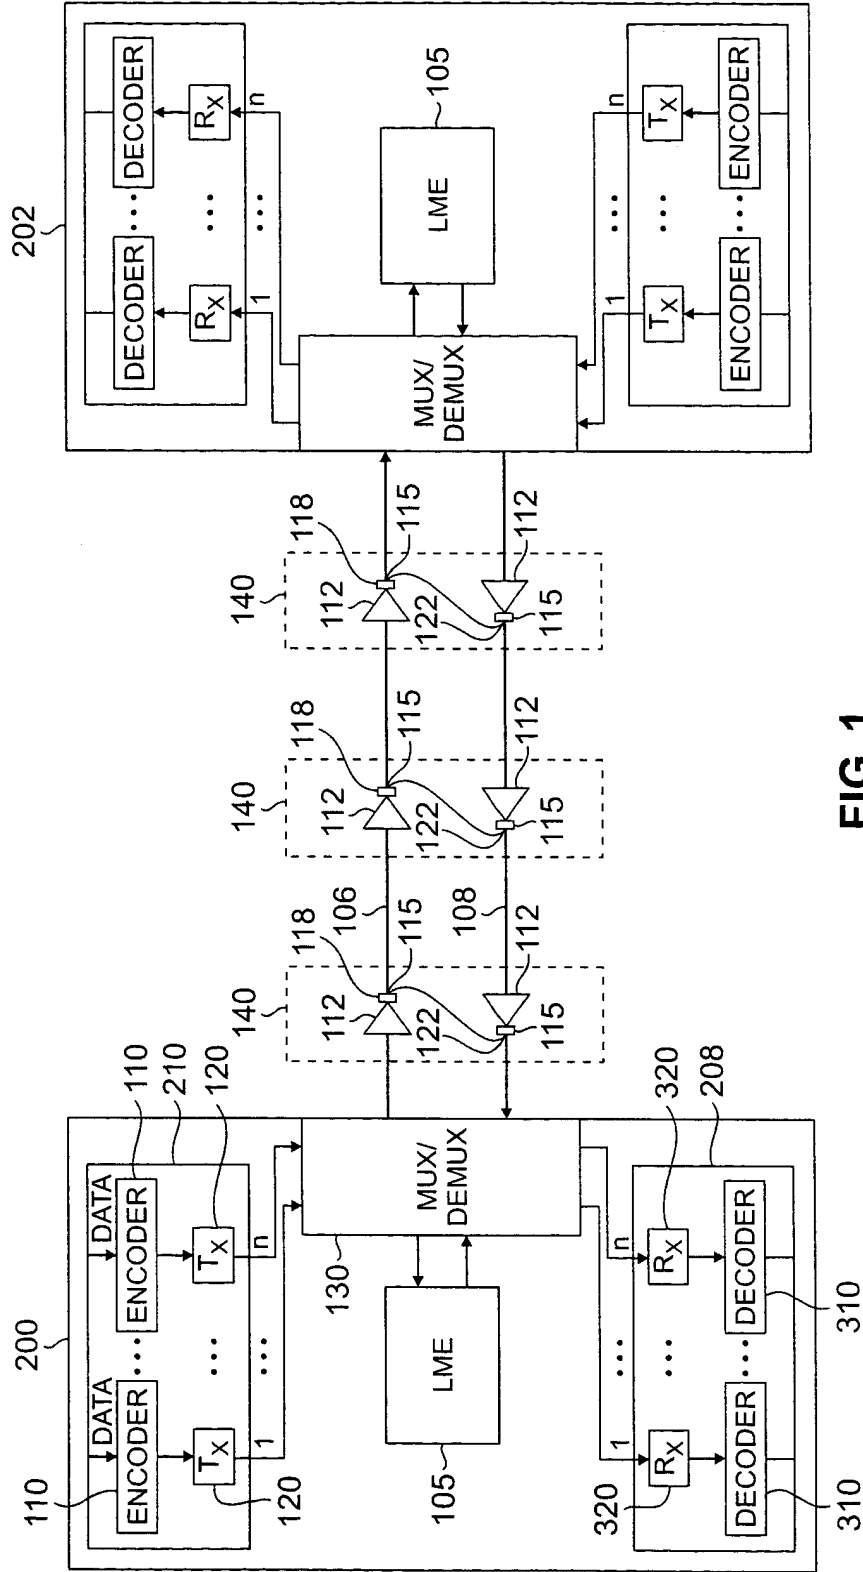 200
110
DATA
ENCODER
DATA
ENCODER
110
210
120
TX
TX
120
1
n
130
MUX/
DEMUX
LME
105
1
n
RX
RX
320
320
208
DECODER
DECODER
310
310
140
118
112
115
106
122
112
115
108
140
118
112
115
122
112
115
140
118
112
115
122
112
115
202
DECODER
DECODER
RX
RX
1
n
MUX/
DEMUX
LME
105
1
n
TX
TX
ENCODER
ENCODER
FIG. 1